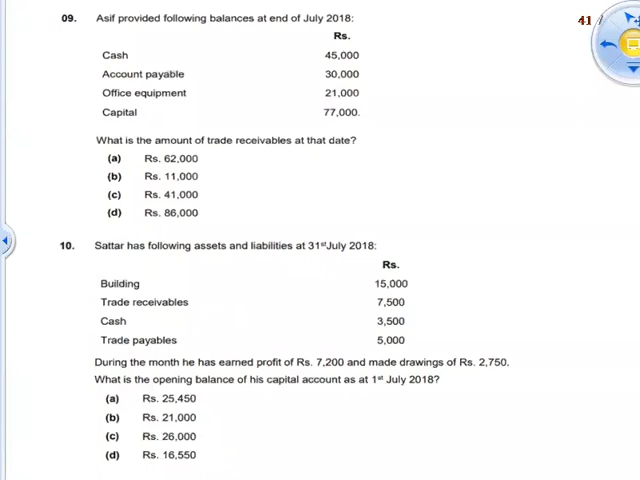 41 /
09. Asif provided following balances at end of July 2018:
Rs.
Cash 45,000
Account payable 30,000
Office equipment 21,000
Capital 77,000.
What is the amount of trade receivables at that date?
(a) Rs. 62,000
(b) Rs. 11,000
(c) Rs. 41,000
(d) Rs. 86,000
10. Sattar has following assets and liabilities at 31stJuly 2018:
Rs.
Building 15,000
Trade receivables 7,500
Cash 3,500
Trade payables 5,000
During the month he has earned profit of Rs. 7,200 and made drawings of Rs. 2,750.
What is the opening balance of his capital account as at 1st July 2018?
(a) Rs. 25,450
(b) Rs. 21,000
(c) Rs. 26,000
(d) Rs. 16,550